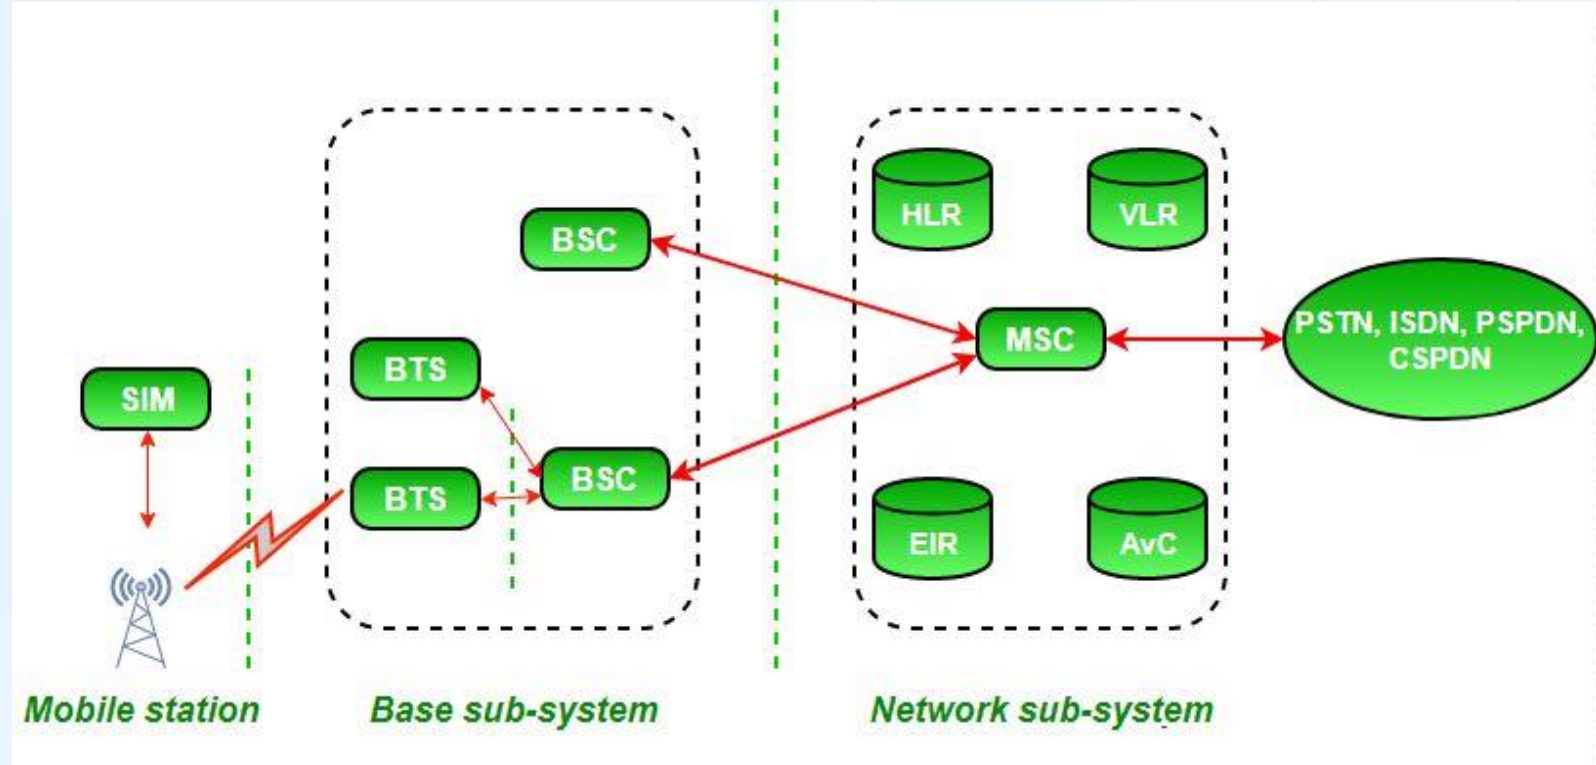 HLR
VLR
BSC
MSC
PSTN, ISDN, PSPDN,
CSPDN
BTS
SIM
BTS
BSC
EIR
AvC
Mobile station
Base sub-system
Network sub-system